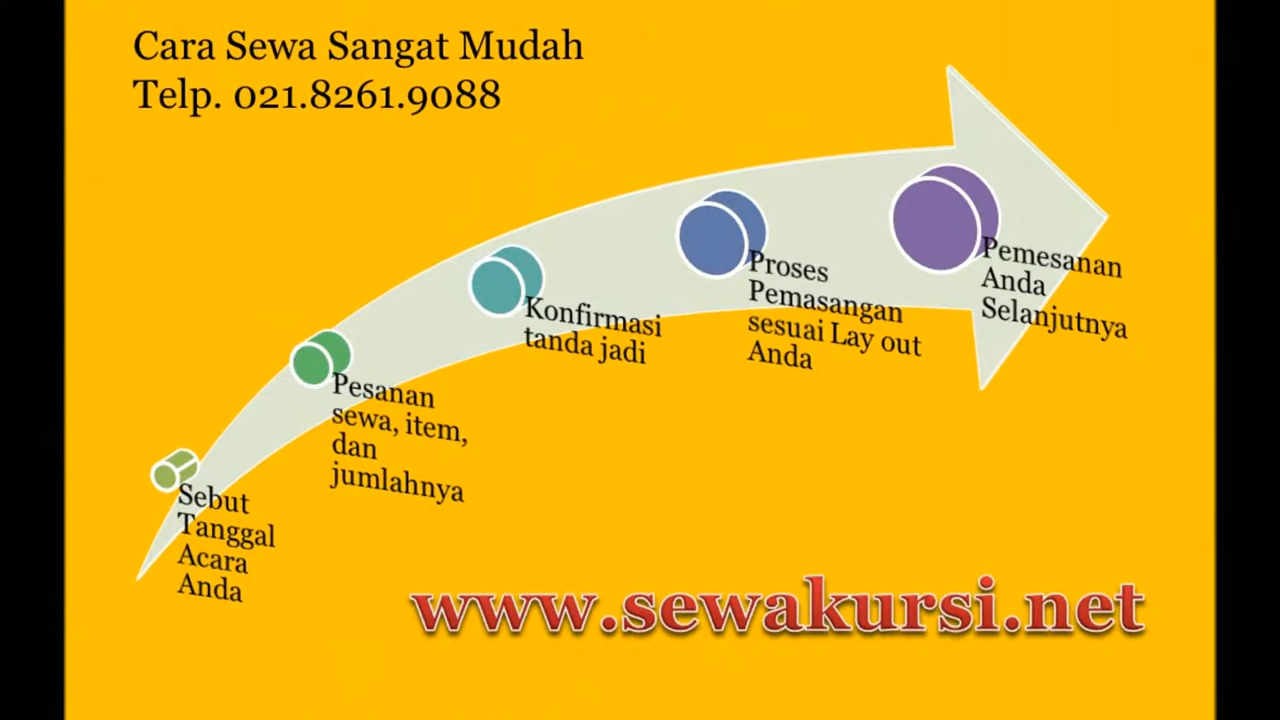 Cara Sewa Sangat Mudah
Telp. 021.8261.9088
Sebut
Tanggal
Acara
Anda
Pesanan
sewa, item,
dan
jumlahnya
Konfirmasi
tanda jadi
Proses
Pemasangan
sesuai Lay out
Anda
Pemesanan
Anda
Selanjutnya
www.sewakursi.net